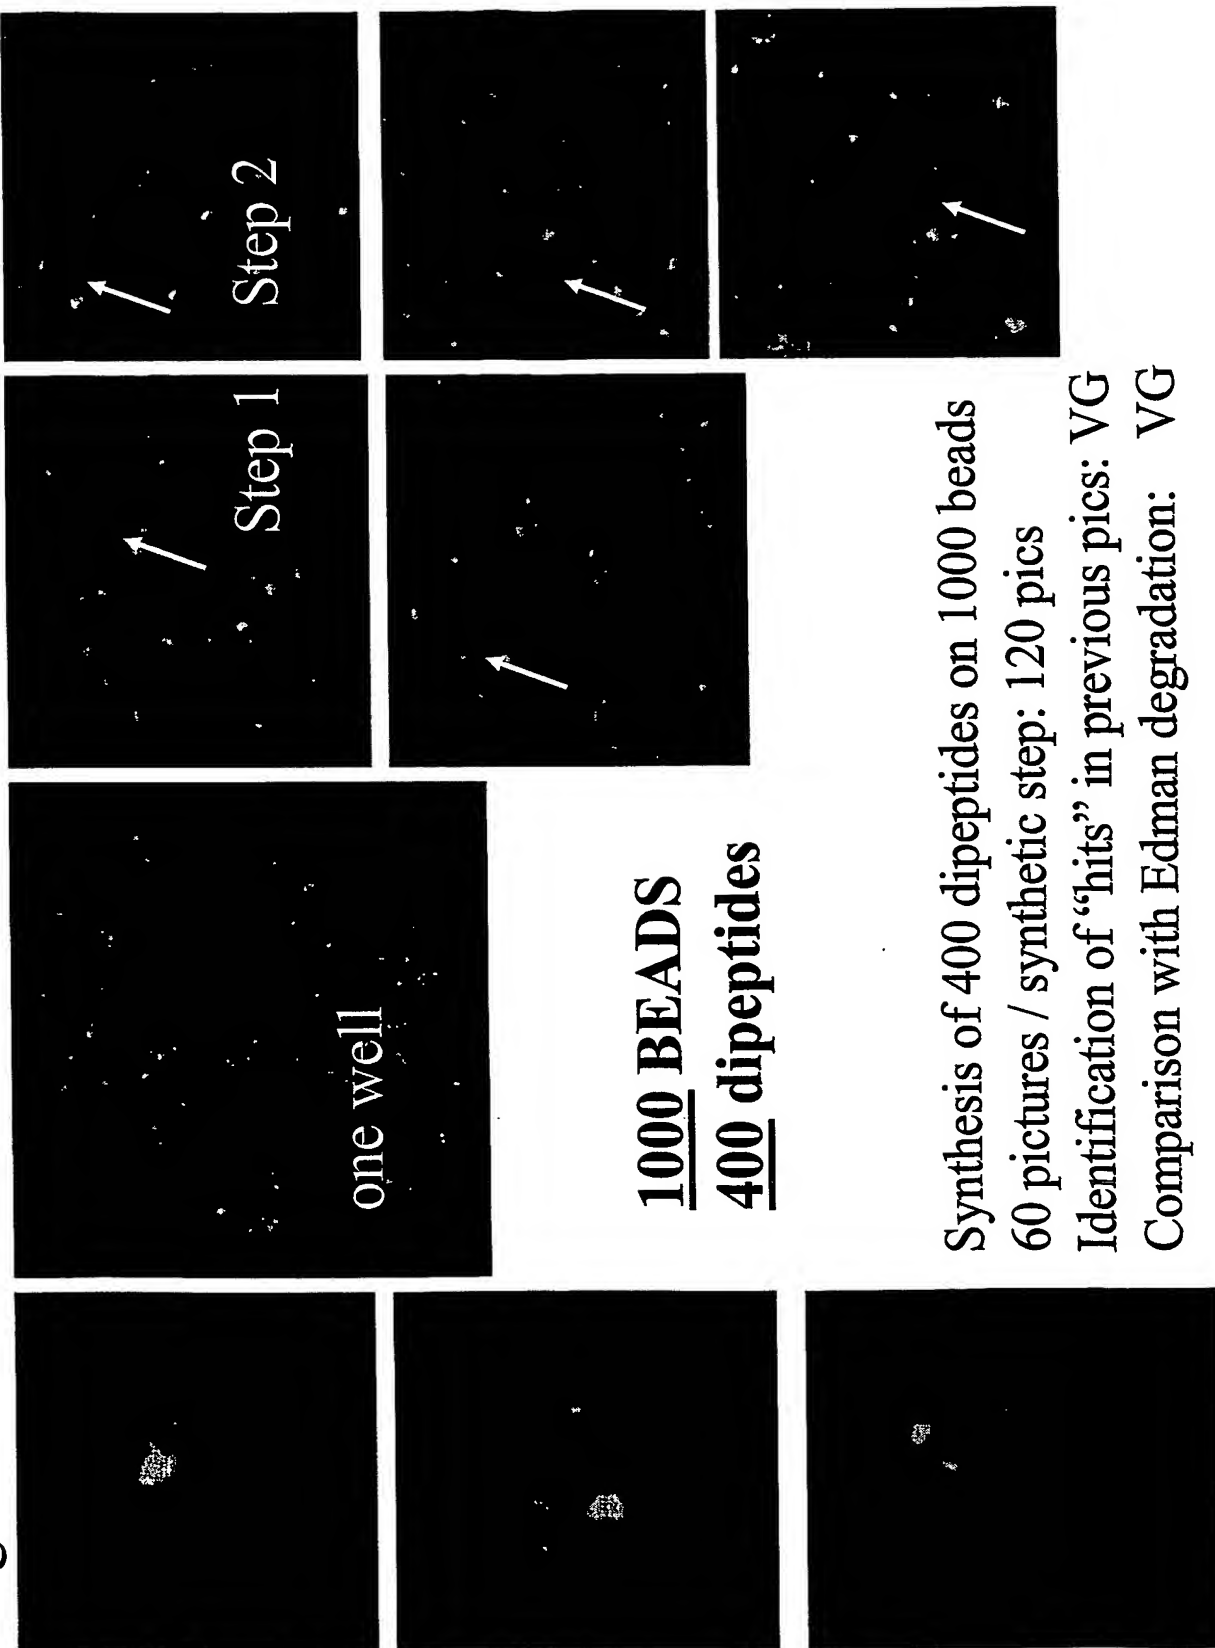 one well
Step 1
Step 2
1000 BEADS
400 dipeptides
Synthesis of 400 dipeptides on 1000 beads
60 pictures / synthetic step: 120 pics
Identification of “hits” in previous pics: VG
Comparison with Edman degradation: VG